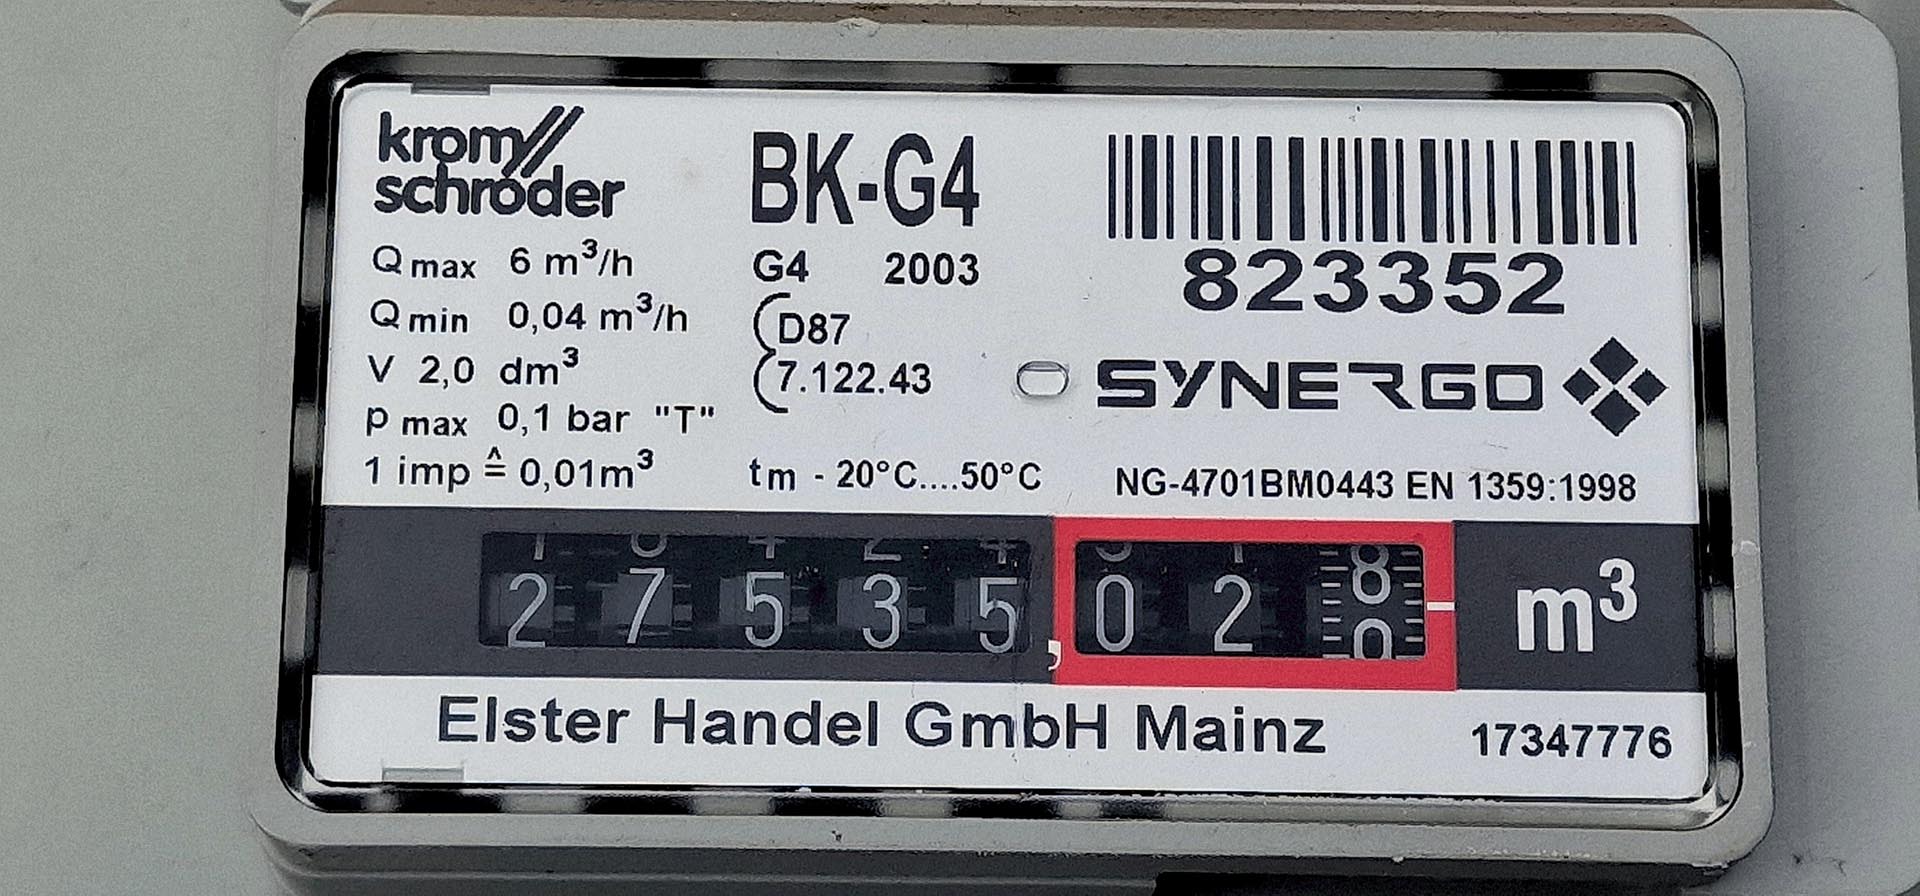 krom//
schröder
BK-G4
823352
Q max 6 m³/h
G4 2003
Q min 0,04 m³/h
D87
V 2,0 dm³
7.122.43
SYNERGO
p max 0,1 bar "T"
1 imp ≙ 0,01m³
tm - 20°C....50°C
NG-4701BM0443 EN 1359:1998
27535,028 m³
Elster Handel GmbH Mainz
17347776